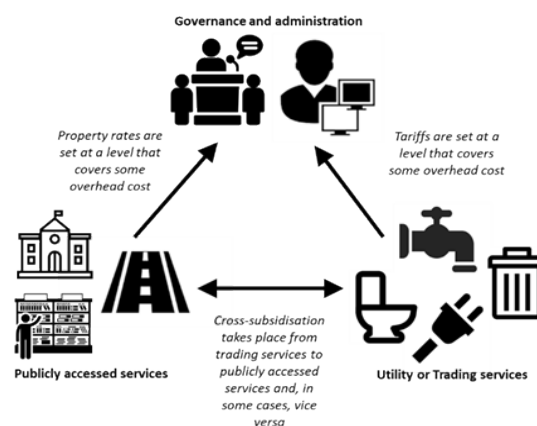 Governance and administration
Property rates are
set at a level that
covers some
overhead cost
Tariffs are set at a
level that covers
some overhead cost
Publicly accessed services
Cross-subsidisation
takes place from
trading services to
publicly accessed
services and, in
some cases, vice
versa
Utility or Trading services